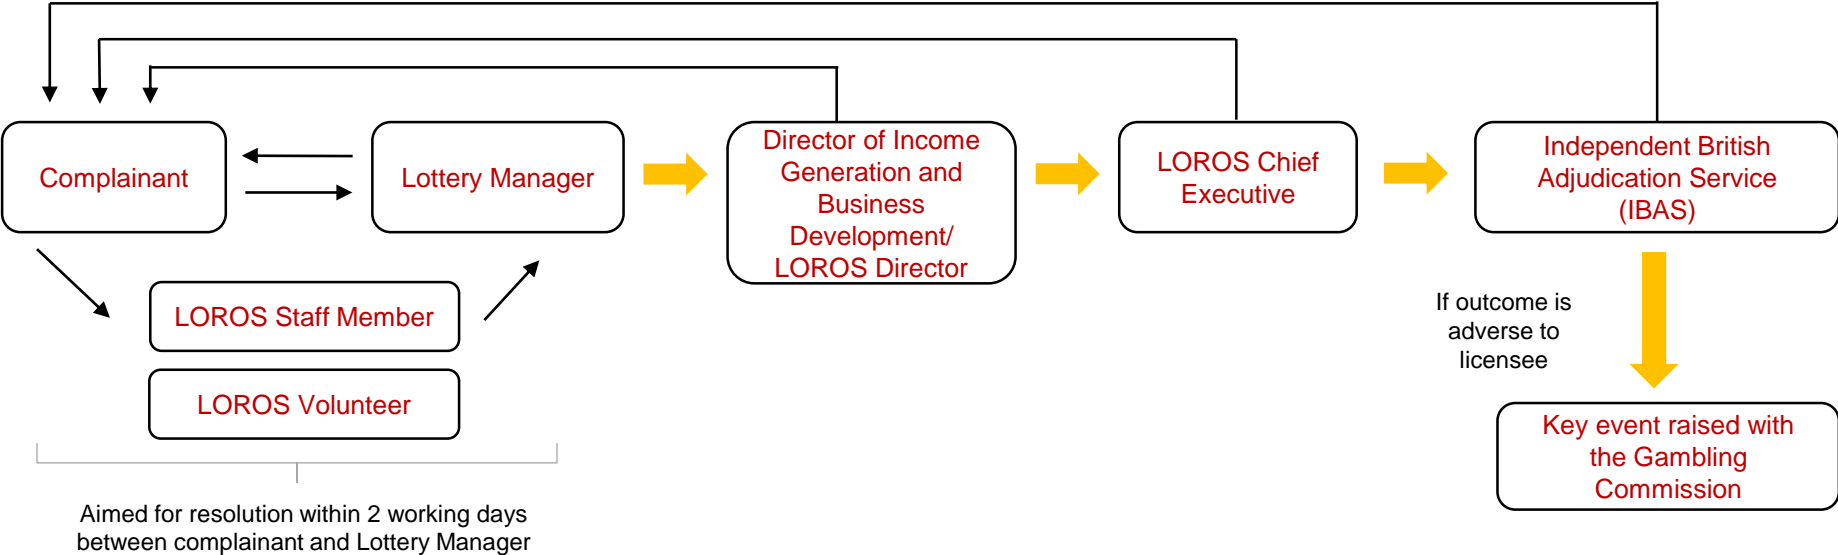 Complainant
Lottery Manager
Director of Income
Generation and
Business
Development/
LOROS Director
LOROS Chief
Executive
Independent British
Adjudication Service
(IBAS)
LOROS Staff Member
LOROS Volunteer
If outcome is
adverse to
licensee
Key event raised with
the Gambling
Commission
Aimed for resolution within 2 working days
between complainant and Lottery Manager